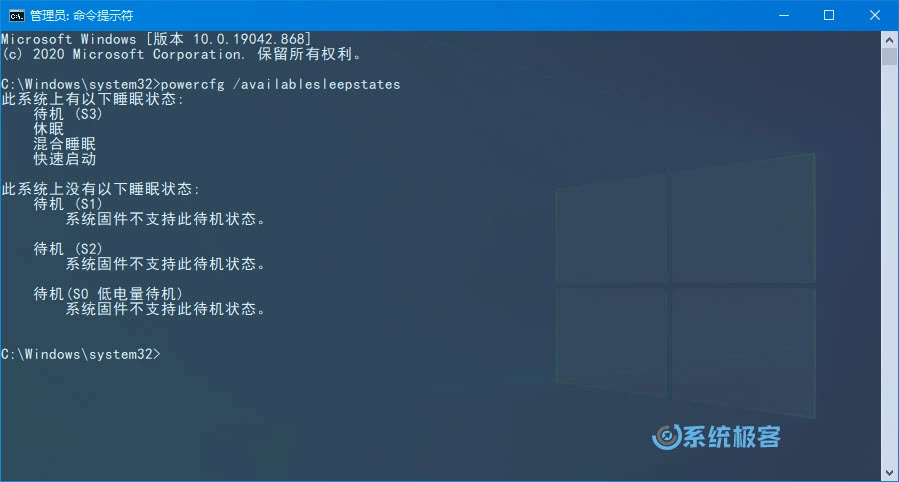 管理员: 命令提示符
Microsoft Windows [版本 10.0.19042.868]
(c) 2020 Microsoft Corporation. 保留所有权利。
C:\Windows\system32>powercfg /availablesleepstates
此系统上有以下睡眠状态:
待机 (S3)
休眠
混合睡眠
快速启动
此系统上没有以下睡眠状态:
待机 (S1)
系统固件不支持此待机状态。
待机 (S2)
系统固件不支持此待机状态。
待机(S0 低电量待机)
系统固件不支持此待机状态。
C:\Windows\system32>
系统极客